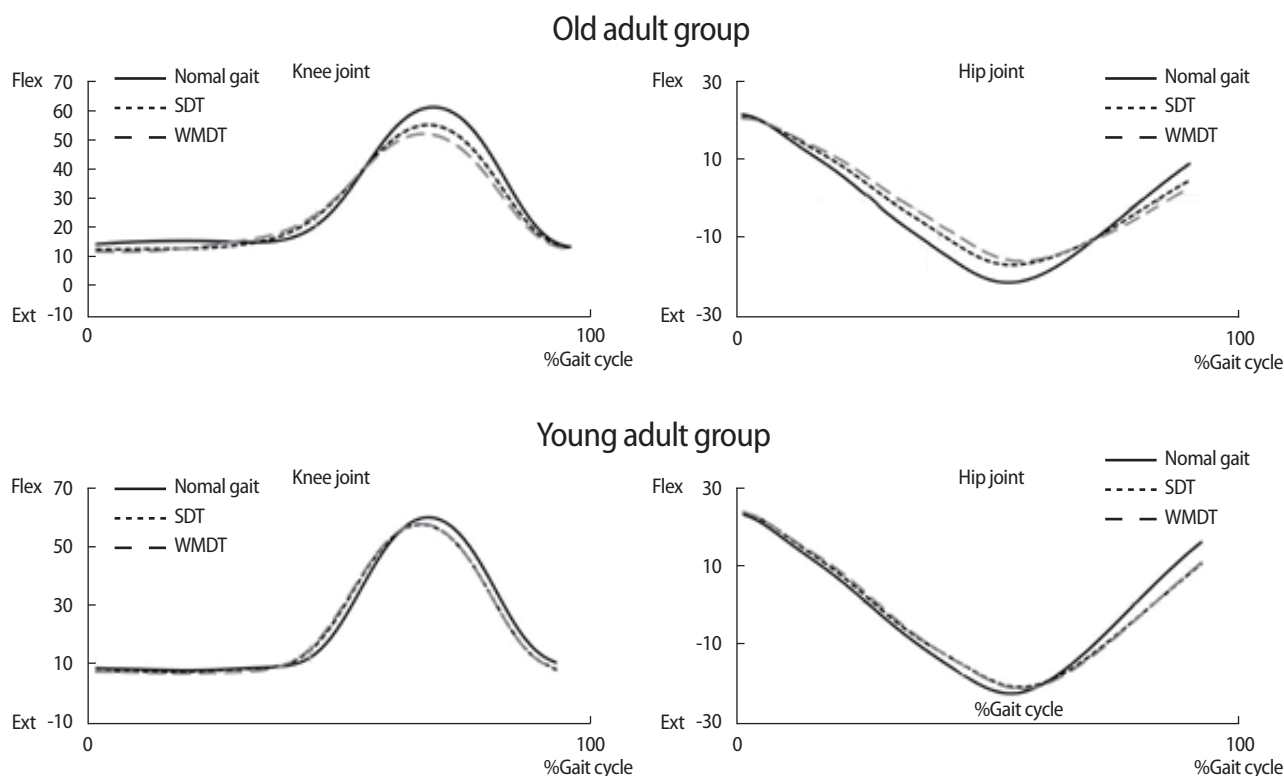 Old adult group
Flex
70
60
50
40
30
20
10
0
Ext -10
Nomal gait
SDT
WMDT
Knee joint
0
100
%Gait cycle
Flex
30
10
-10
Ext -30
Hip joint
Nomal gait
SDT
WMDT
0
100
%Gait cycle
Young adult group
Flex
70
50
30
10
Ext -10
Nomal gait
SDT
WMDT
Knee joint
0
100
%Gait cycle
Flex
30
10
-10
Ext -30
Hip joint
Nomal gait
SDT
WMDT
%Gait cycle
0
100
%Gait cycle